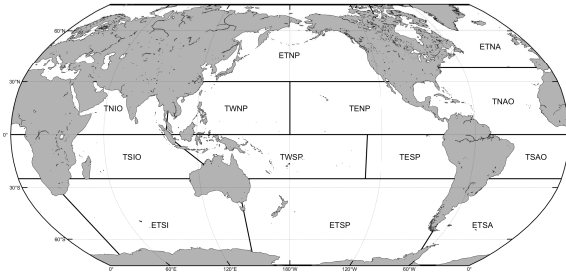 60°N
ETNA
ETNP
30°N
TNIO
TWNP
TENP
TNAO
0°
TSIO
TWSP
TESP
TSAO
30°S
ETSI
ETSP
ETSA
60°S
0° 60°E 120°E 180°W 120°W 60°W 0°